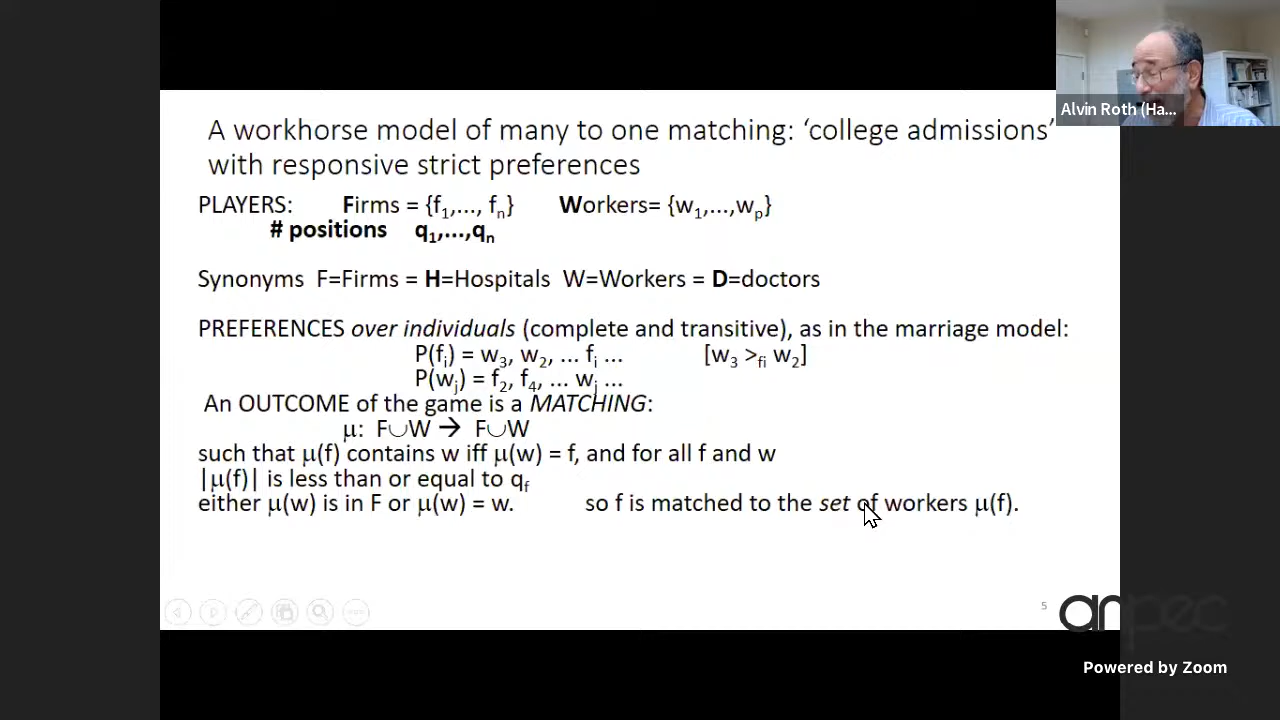 Alvin Roth (Ha...
A workhorse model of many to one matching: ‘college admissions’
with responsive strict preferences
PLAYERS: Firms = {f1,..., fn} Workers= {w1,...,wp}
# positions q1,...,qn
Synonyms F=Firms = H=Hospitals W=Workers = D=doctors
PREFERENCES over individuals (complete and transitive), as in the marriage model:
P(fi) = w3, w2, ... fi ... [w3 >fi w2]
P(wj) = f2, f4, ... wj ...
An OUTCOME of the game is a MATCHING:
μ: F∪W → F∪W
such that μ(f) contains w iff μ(w) = f, and for all f and w
|μ(f)| is less than or equal to qf
either μ(w) is in F or μ(w) = w. so f is matched to the set of workers μ(f).
5
anpec
Powered by Zoom